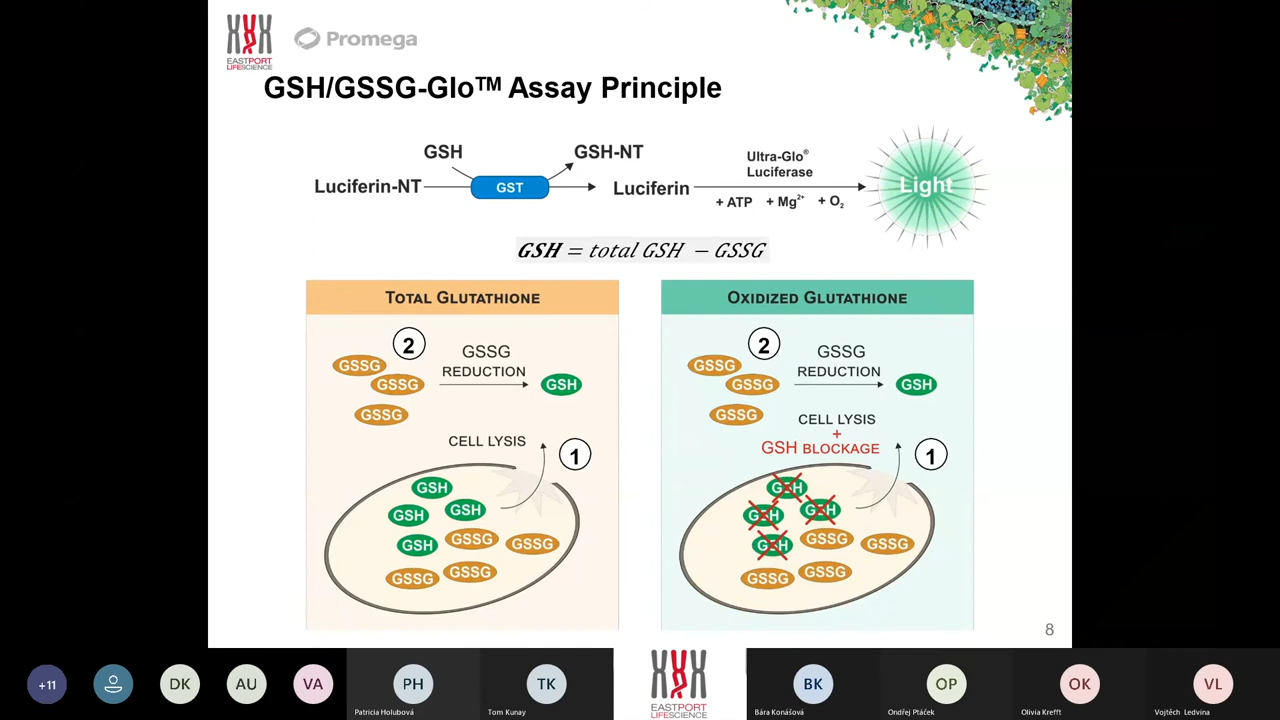 EASTPORT
LIFESCIENCE
Promega
GSH/GSSG-Glo™ Assay Principle
GSH
GSH-NT
Luciferin-NT
GST
Luciferin
Ultra-Glo®
Luciferase
+ ATP + Mg²⁺ + O₂
Light
GSH = total GSH − GSSG
TOTAL GLUTATHIONE
2
GSSG
GSSG
GSSG
GSSG
REDUCTION
GSH
CELL LYSIS
1
GSH
GSH
GSH
GSH
GSSG
GSSG
GSSG
GSSG
OXIDIZED GLUTATHIONE
2
GSSG
GSSG
GSSG
GSSG
REDUCTION
GSH
CELL LYSIS
+
GSH BLOCKAGE
1
GSH
GSH
GSH
GSH
GSSG
GSSG
GSSG
GSSG
8
+11
DK
AU
VA
PH
Patricia Holubová
TK
Tom Kunay
EASTPORT
LIFESCIENCE
BK
Bára Konášová
OP
Ondřej Ptáček
OK
Olivia Krefft
VL
Vojtěch Ledvina